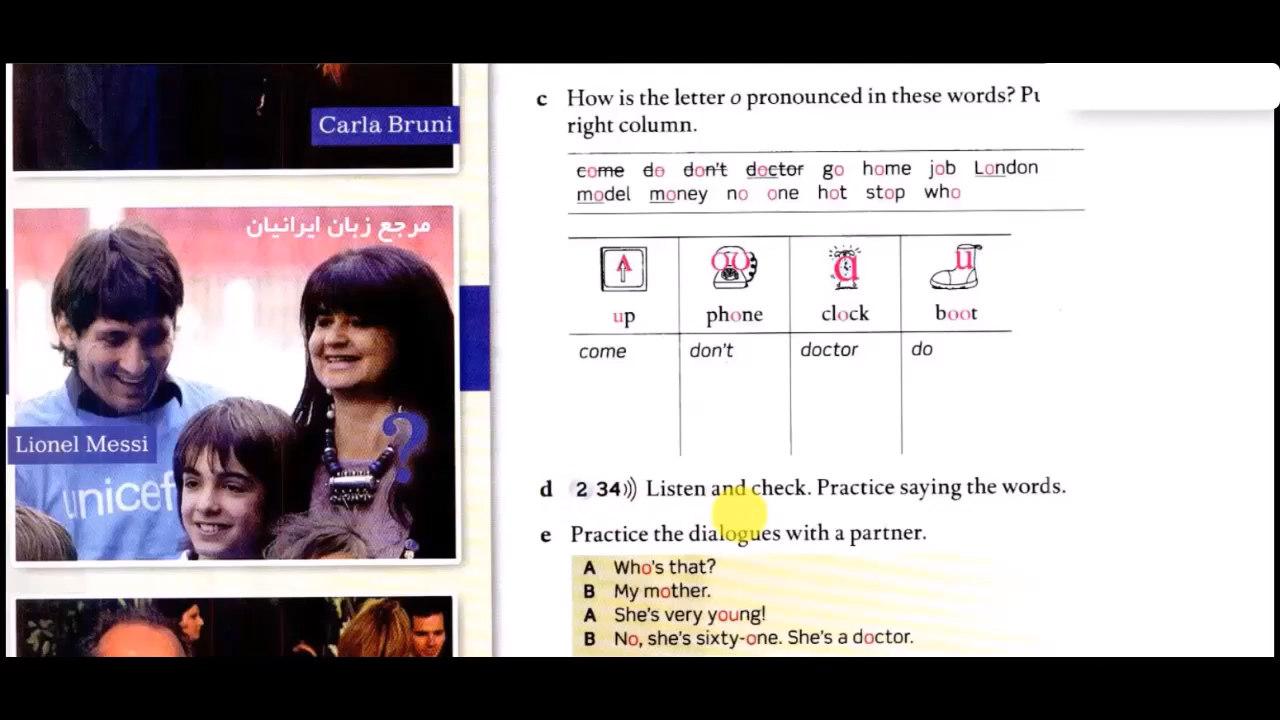 Carla Bruni
مرجع زبان ایرانیان
Lionel Messi
unicef
?
c How is the letter o pronounced in these words?
right column.
come do don't doctor go home job London
model money no one hot stop who
up phone clock boot
come don't doctor do
d 2 34 Listen and check. Practice saying the words.
e Practice the dialogues with a partner.
A Who's that?
B My mother.
A She's very young!
B No, she's sixty-one. She's a doctor.